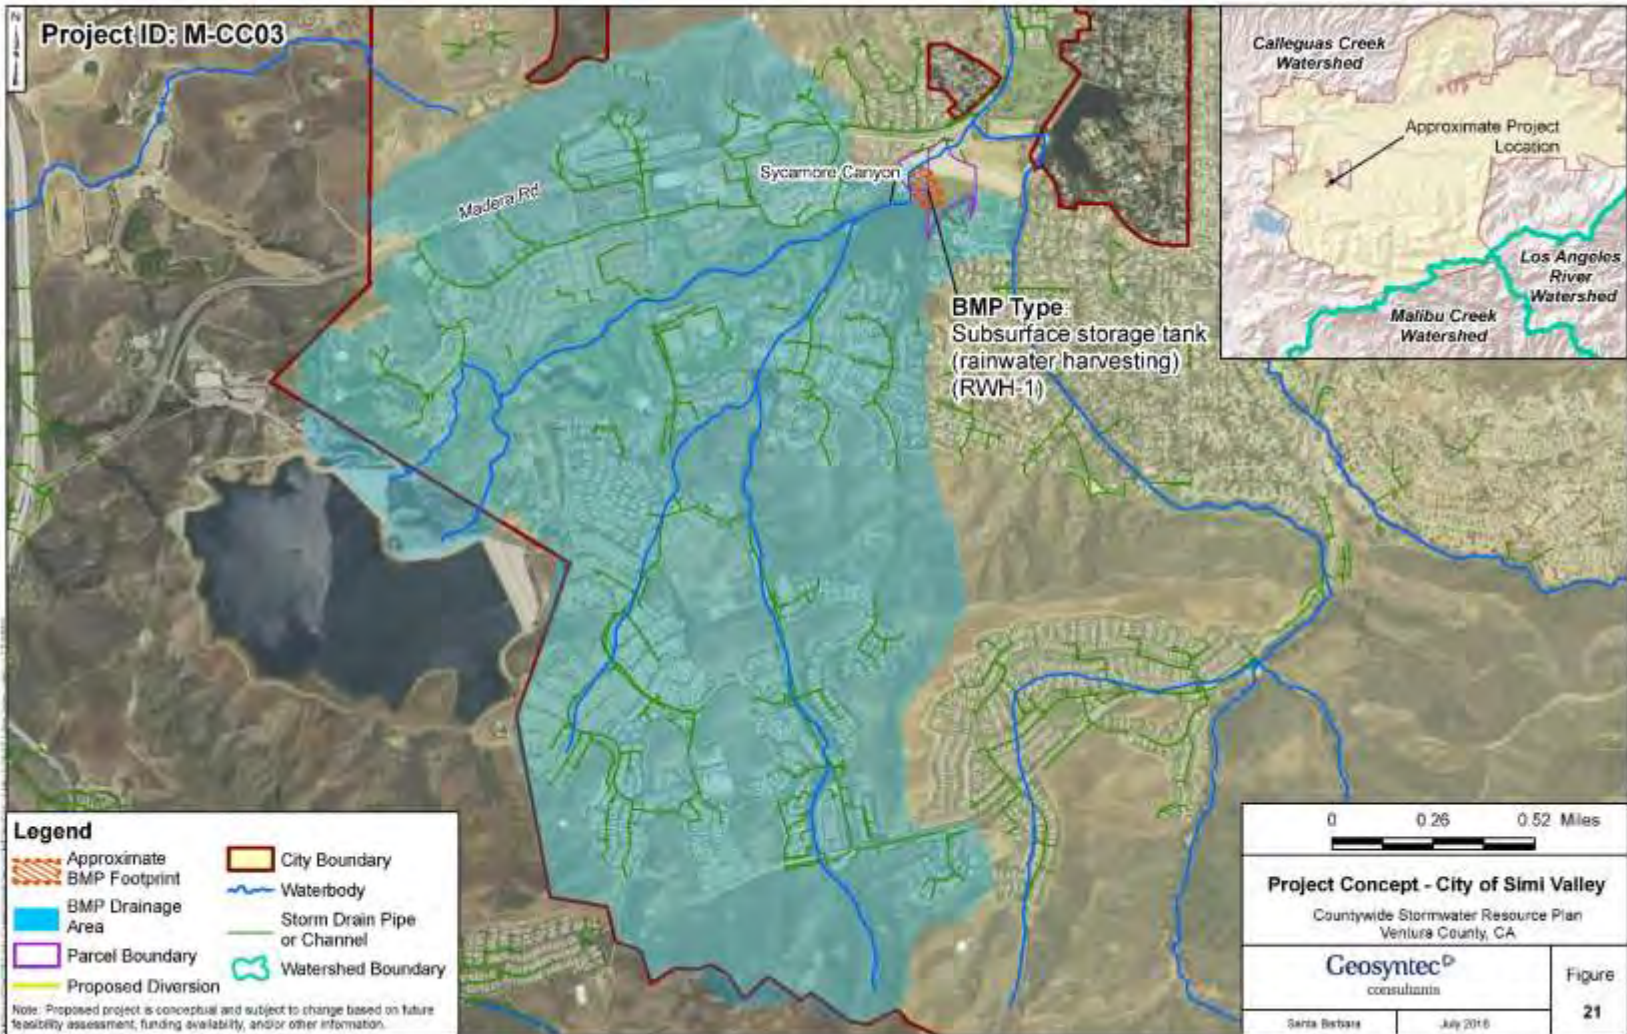 N
Project ID: M-CC03
Madera Rd
Sycamore Canyon
BMP Type:
Subsurface storage tank
(rainwater harvesting)
(RWH-1)
Calleguas Creek
Watershed
Approximate Project
Location
Los Angeles
River
Watershed
Malibu Creek
Watershed
Legend
Approximate
BMP Footprint
BMP Drainage
Area
Parcel Boundary
Proposed Diversion
City Boundary
Waterbody
Storm Drain Pipe
or Channel
Watershed Boundary
Note: Proposed project is conceptual and subject to change based on future
feasibility assessment, funding availability, and/or other information.
0 0.26 0.52 Miles
Project Concept - City of Simi Valley
Countywide Stormwater Resource Plan
Ventura County, CA
Geosyntec
consultants
Figure
21
Santa Barbara
July 2016